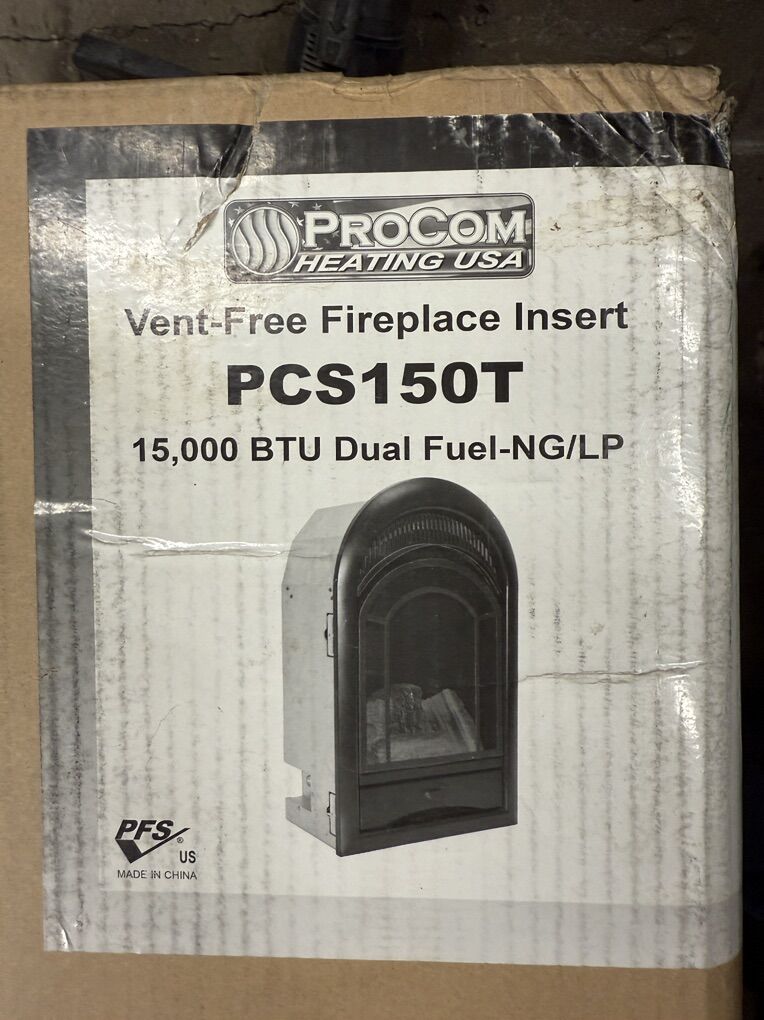 PROCOM
HEATING USA
Vent-Free Fireplace Insert
PCS150T
15,000 BTU Dual Fuel-NG/LP
PFS®
US
MADE IN CHINA